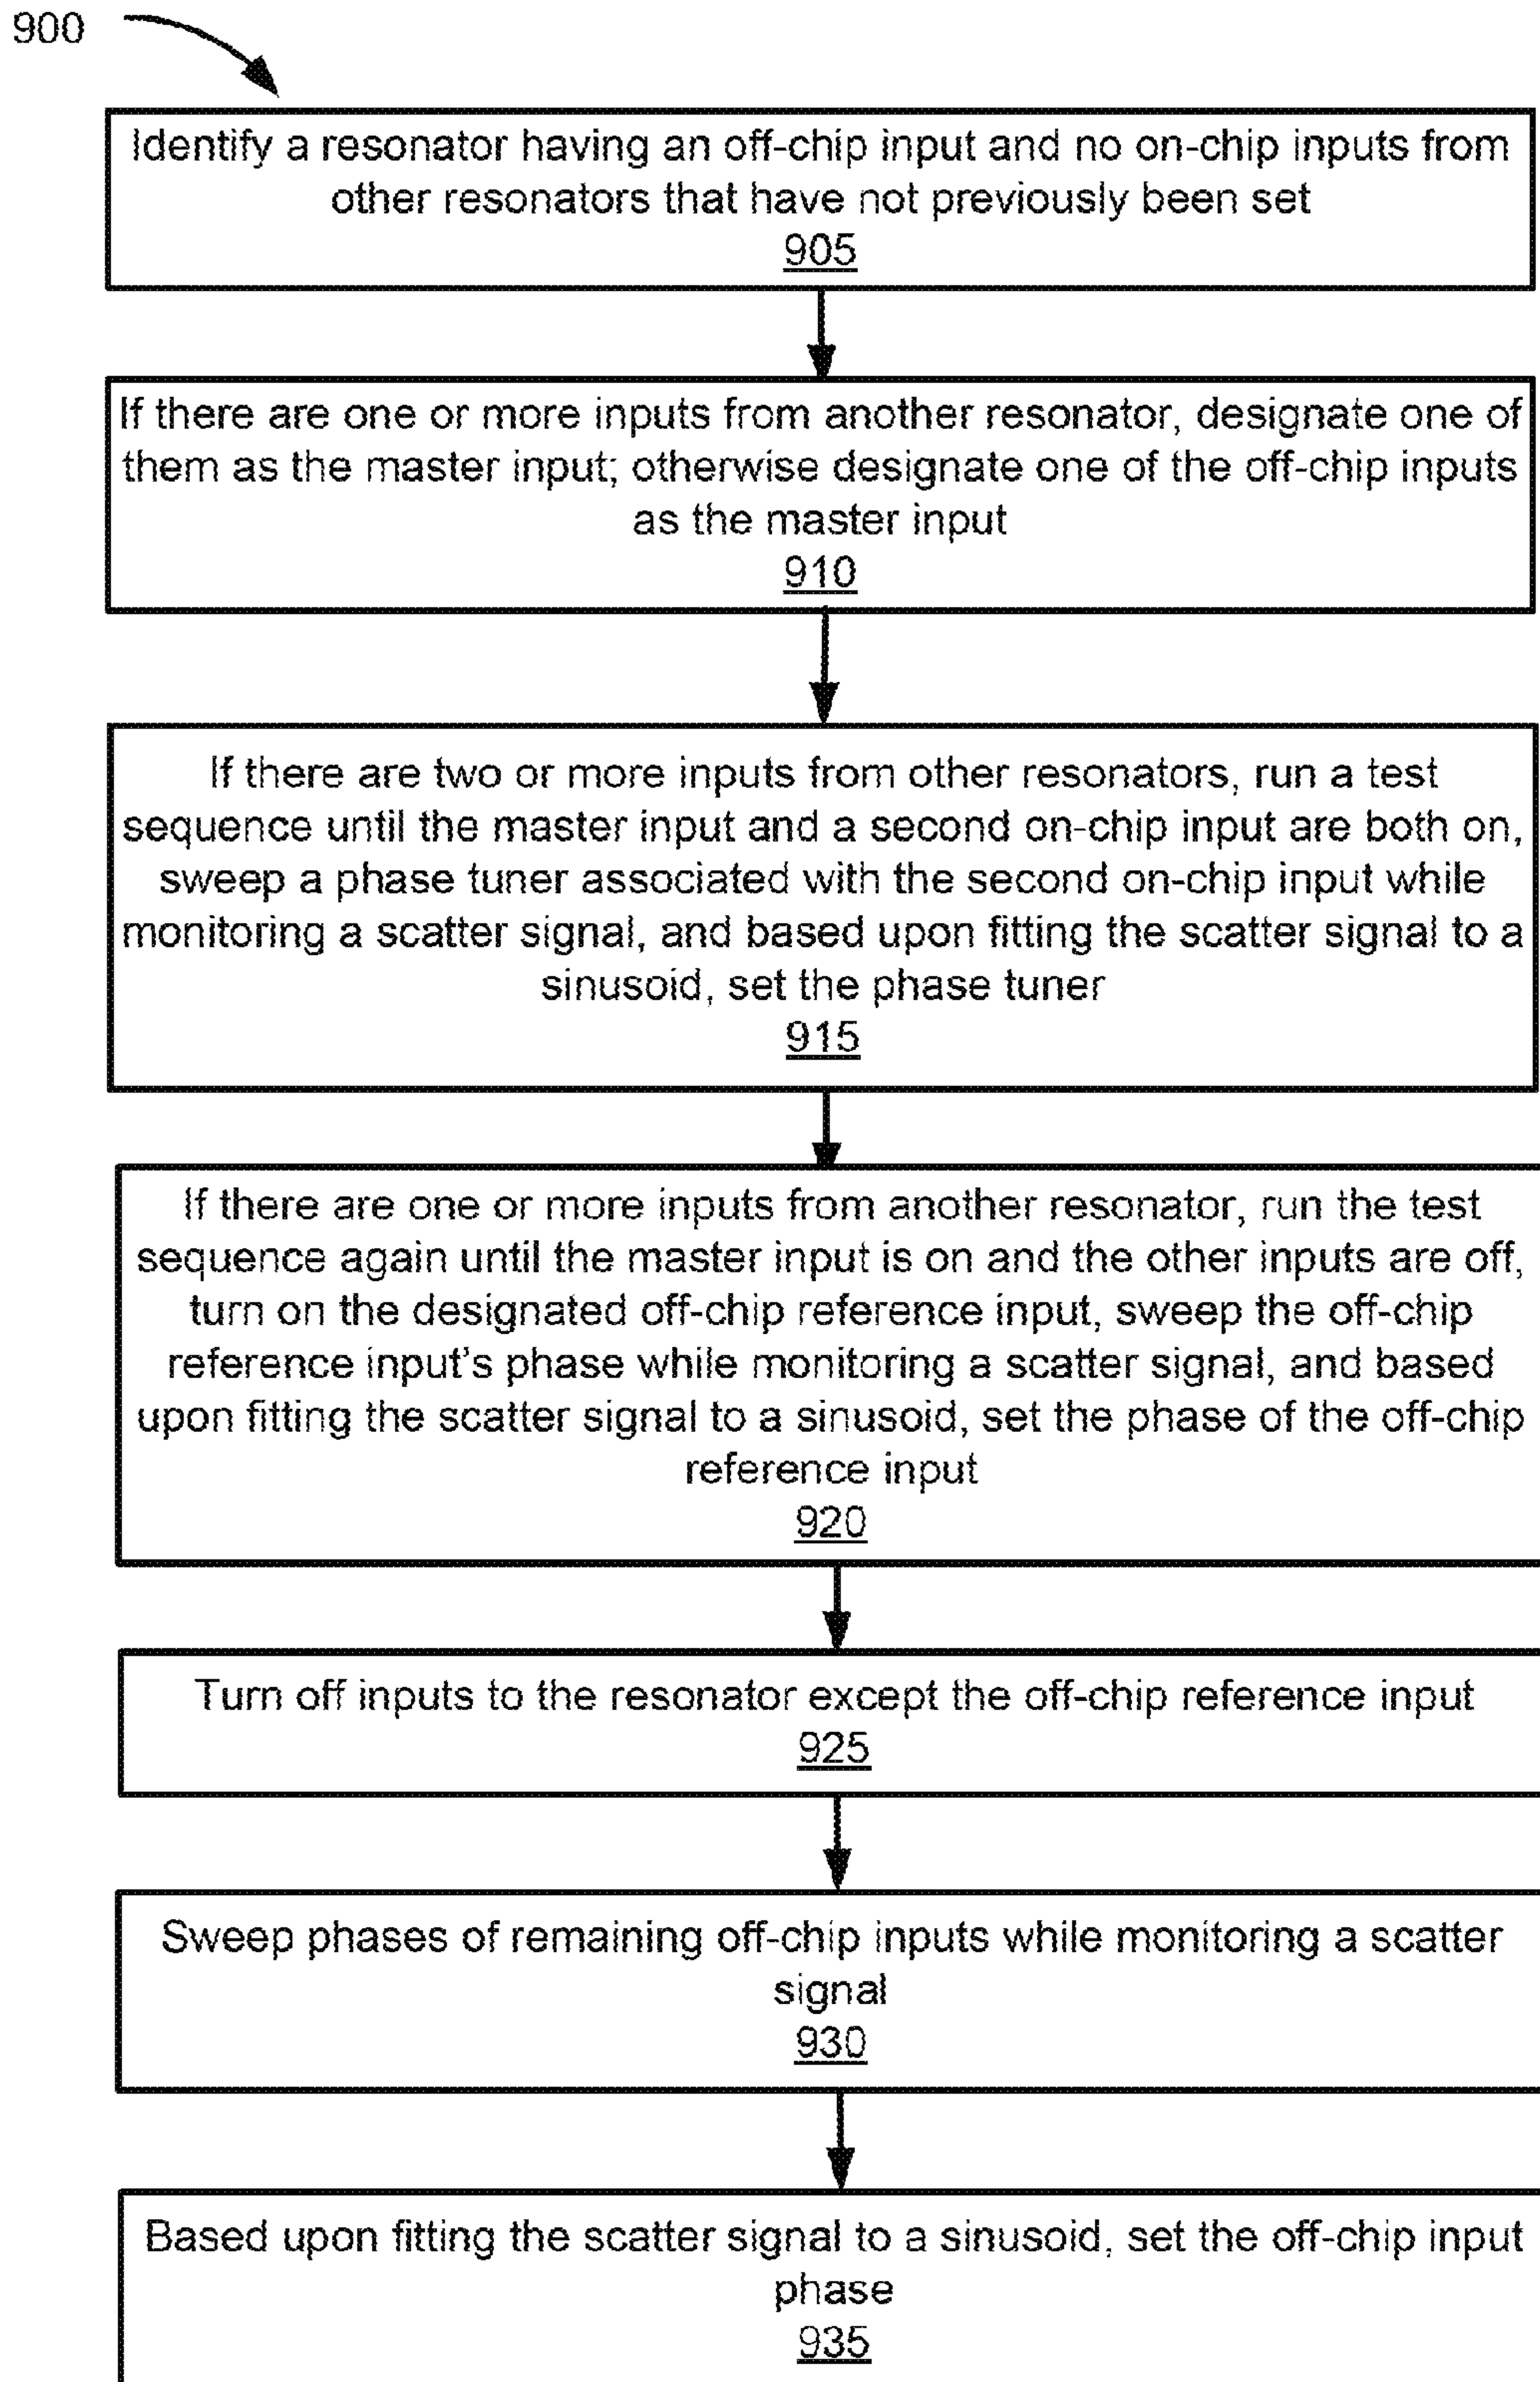 900
Identify a resonator having an off-chip input and no on-chip inputs from
other resonators that have not previously been set
905
If there are one or more inputs from another resonator, designate one of
them as the master input; otherwise designate one of the off-chip inputs
as the master input
910
If there are two or more inputs from other resonators, run a test
sequence until the master input and a second on-chip input are both on,
sweep a phase tuner associated with the second on-chip input while
monitoring a scatter signal, and based upon fitting the scatter signal to a
sinusoid, set the phase tuner
915
If there are one or more inputs from another resonator, run the test
sequence again until the master input is on and the other inputs are off,
turn on the designated off-chip reference input, sweep the off-chip
reference input's phase while monitoring a scatter signal, and based
upon fitting the scatter signal to a sinusoid, set the phase of the off-chip
reference input
920
Turn off inputs to the resonator except the off-chip reference input
925
Sweep phases of remaining off-chip inputs while monitoring a scatter
signal
930
Based upon fitting the scatter signal to a sinusoid, set the off-chip input
phase
935